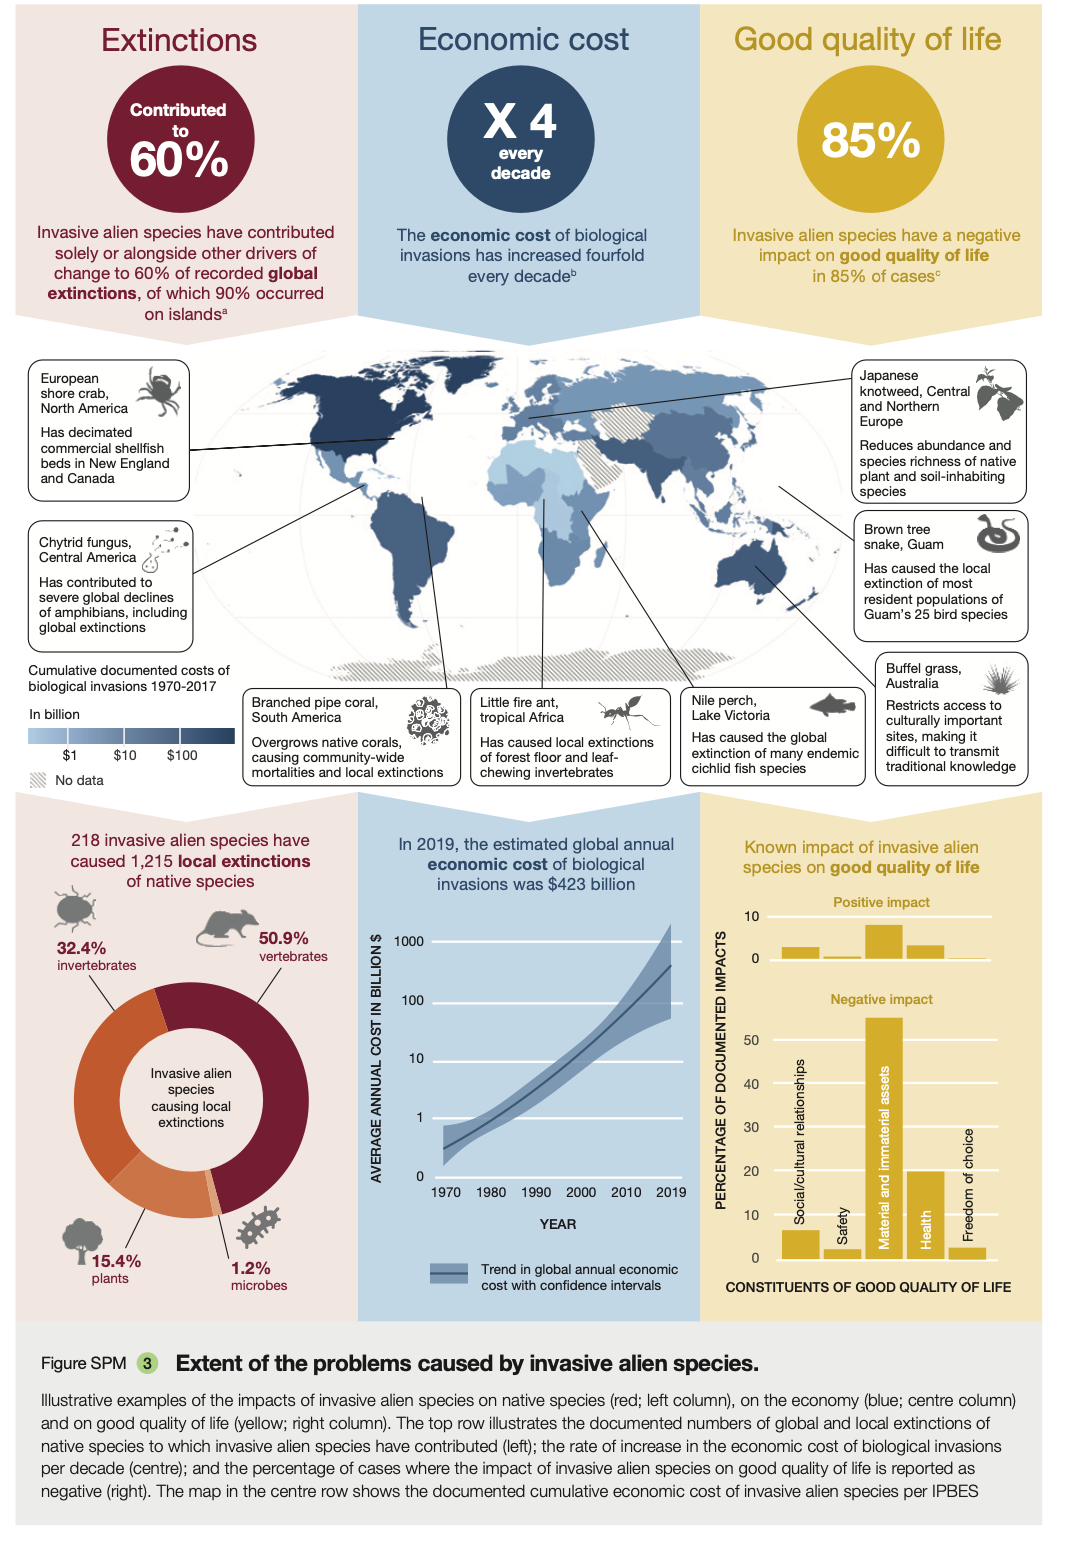 Extinctions
Contributed
to
60%
Invasive alien species have contributed
solely or alongside other drivers of
change to 60% of recorded global
extinctions, of which 90% occurred
on islandsa
Economic cost
X 4
every
decade
The economic cost of biological
invasions has increased fourfold
every decadeb
Good quality of life
85%
Invasive alien species have a negative
impact on good quality of life
in 85% of casesc
European
shore crab,
North America
Has decimated
commercial shellfish
beds in New England
and Canada
Chytrid fungus,
Central America
Has contributed to
severe global declines
of amphibians, including
global extinctions
Japanese
knotweed, Central
and Northern
Europe
Reduces abundance and
species richness of native
plant and soil-inhabiting
species
Brown tree
snake, Guam
Has caused the local
extinction of most
resident populations of
Guam's 25 bird species
Buffel grass,
Australia
Restricts access to
culturally important
sites, making it
difficult to transmit
traditional knowledge
Cumulative documented costs of
biological invasions 1970-2017
In billion
$1
$10
$100
No data
Branched pipe coral,
South America
Overgrows native corals,
causing community-wide
mortalities and local extinctions
Little fire ant,
tropical Africa
Has caused local extinctions
of forest floor and leaf-
chewing invertebrates
Nile perch,
Lake Victoria
Has caused the global
extinction of many endemic
cichlid fish species
218 invasive alien species have
caused 1,215 local extinctions
of native species
32.4%
invertebrates
50.9%
vertebrates
Invasive alien
species
causing local
extinctions
15.4%
plants
1.2%
microbes
In 2019, the estimated global annual
economic cost of biological
invasions was $423 billion
AVERAGE ANNUAL COST IN BILLION $
1000
100
10
1
0
1970
1980
1990
2000
2010
2019
YEAR
Trend in global annual economic
cost with confidence intervals
Known impact of invasive alien
species on good quality of life
Positive impact
10
0
Negative impact
PERCENTAGE OF DOCUMENTED IMPACTS
50
40
30
20
10
0
Social/cultural relationships
Safety
Material and immaterial assets
Health
Freedom of choice
CONSTITUENTS OF GOOD QUALITY OF LIFE
Figure SPM 3 Extent of the problems caused by invasive alien species.
Illustrative examples of the impacts of invasive alien species on native species (red; left column), on the economy (blue; centre column)
and on good quality of life (yellow; right column). The top row illustrates the documented numbers of global and local extinctions of
native species to which invasive alien species have contributed (left); the rate of increase in the economic cost of biological invasions
per decade (centre); and the percentage of cases where the impact of invasive alien species on good quality of life is reported as
negative (right). The map in the centre row shows the documented cumulative economic cost of invasive alien species per IPBES